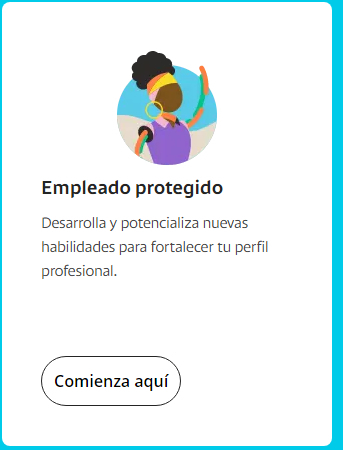 Empleado protegido
Desarrolla y potencializa nuevas
habilidades para fortalecer tu perfil
profesional.
Comienza aquí